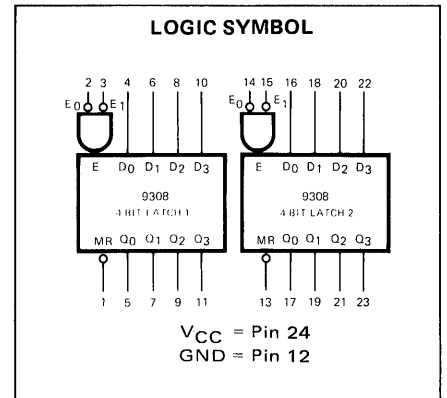 LOGIC SYMBOL
2 3 4 6 8 10 14 15 16 18 20 22
E0 E1 E0 E1
E D0 D1 D2 D3 E D0 D1 D2 D3
9308 9308
4 BIT LATCH 1 4 BIT LATCH 2
MR Q0 Q1 Q2 Q3 MR Q0 Q1 Q2 Q3
1 5 7 9 11 13 17 19 21 23
VCC = Pin 24
GND = Pin 12